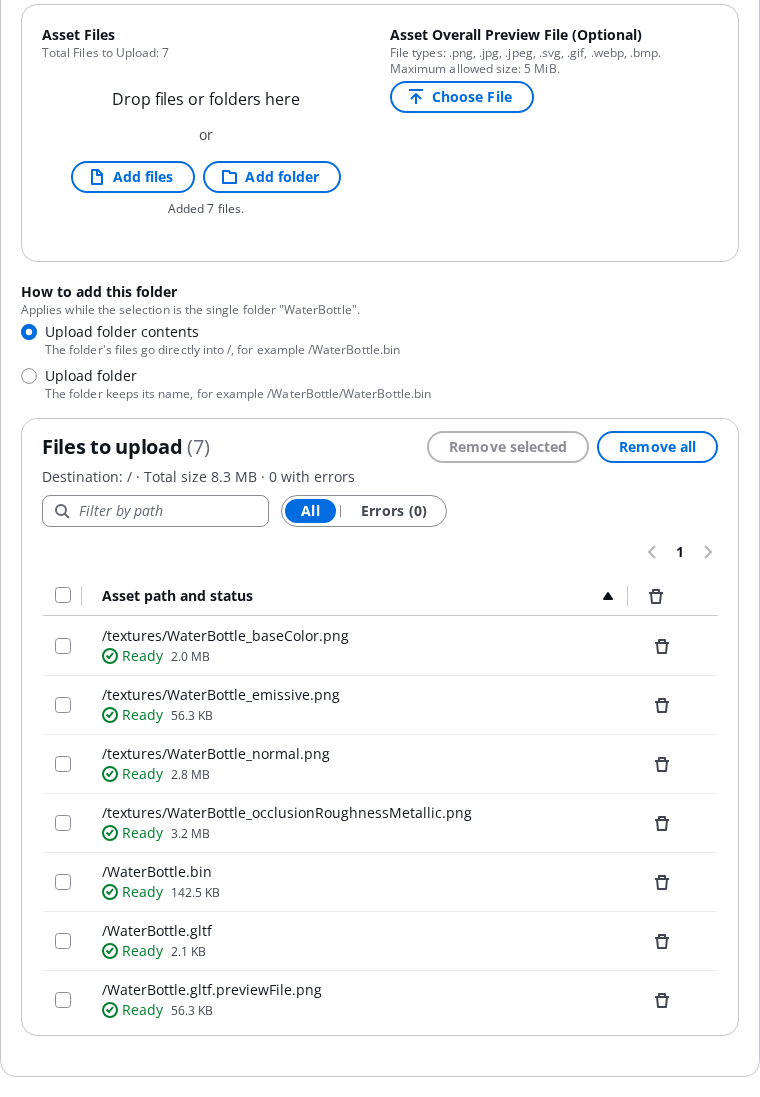 Asset Files
Total Files to Upload: 7
Drop files or folders here
or
Add files
Add folder
Added 7 files.
Asset Overall Preview File (Optional)
File types: .png, .jpg, .jpeg, .svg, .gif, .webp, .bmp.
Maximum allowed size: 5 MiB.
Choose File
How to add this folder
Applies while the selection is the single folder "WaterBottle".
Upload folder contents
The folder's files go directly into /, for example /WaterBottle.bin
Upload folder
The folder keeps its name, for example /WaterBottle/WaterBottle.bin
Files to upload (7)
Remove selected
Remove all
Destination: / · Total size 8.3 MB · 0 with errors
Filter by path
All
Errors (0)
1
Asset path and status
/textures/WaterBottle_baseColor.png
Ready 2.0 MB
/textures/WaterBottle_emissive.png
Ready 56.3 KB
/textures/WaterBottle_normal.png
Ready 2.8 MB
/textures/WaterBottle_occlusionRoughnessMetallic.png
Ready 3.2 MB
/WaterBottle.bin
Ready 142.5 KB
/WaterBottle.gltf
Ready 2.1 KB
/WaterBottle.gltf.previewFile.png
Ready 56.3 KB